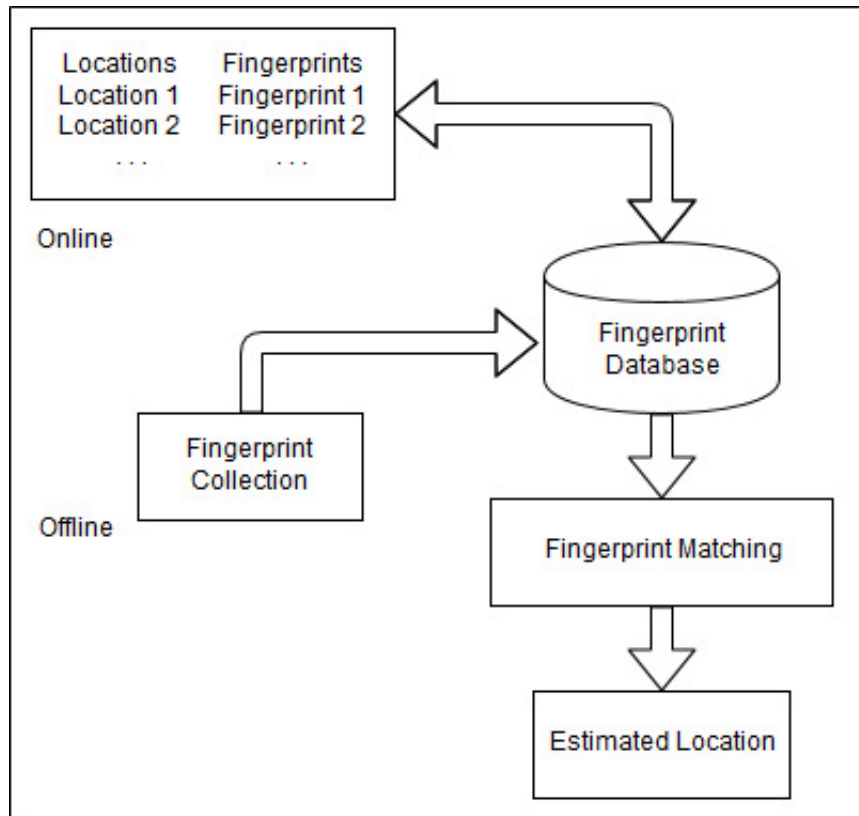 Locations Fingerprints
Location 1 Fingerprint 1
Location 2 Fingerprint 2
. . . . . .
Online
Fingerprint
Database
Fingerprint
Collection
Offline
Fingerprint Matching
Estimated Location